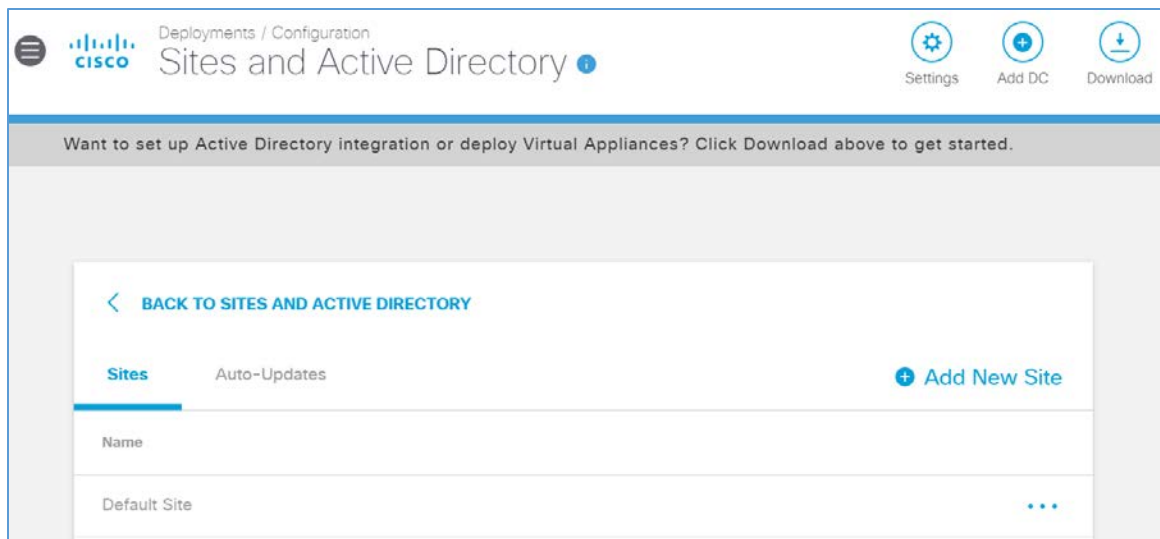 Deployments / Configuration
cisco
Sites and Active Directory
Settings
Add DC
Download
Want to set up Active Directory integration or deploy Virtual Appliances? Click Download above to get started.
BACK TO SITES AND ACTIVE DIRECTORY
Sites
Auto-Updates
Add New Site
Name
Default Site